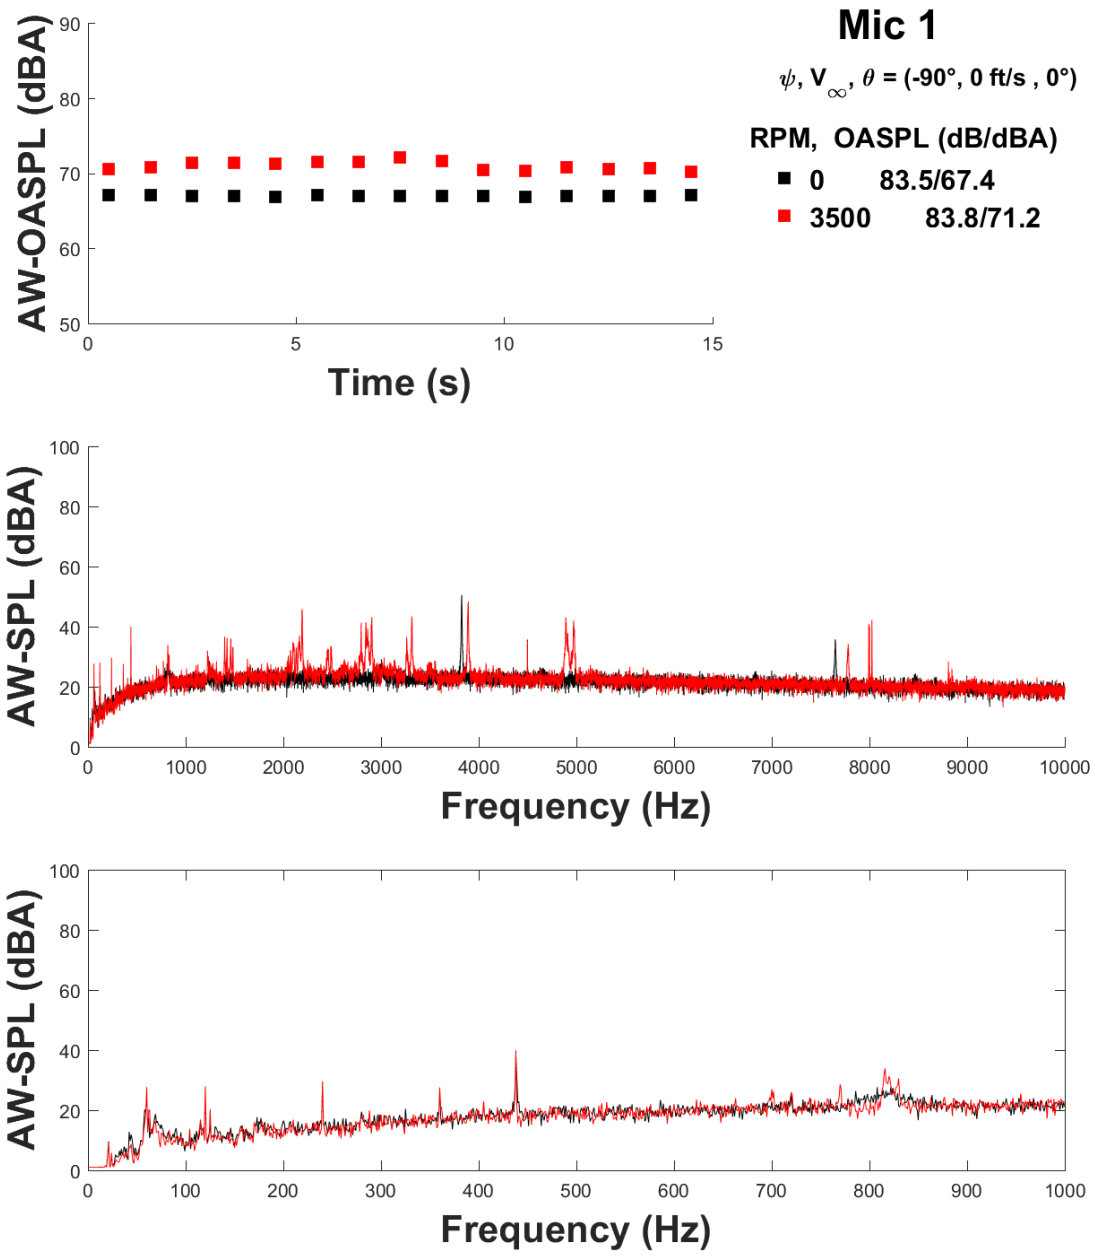 Mic 1
ψ, V∞, θ = (-90°, 0 ft/s , 0°)
RPM, OASPL (dB/dBA)
0 83.5/67.4
3500 83.8/71.2
AW-OASPL (dBA)
90
80
70
60
50
0 5 10 15
Time (s)
AW-SPL (dBA)
100
80
60
40
20
0
0 1000 2000 3000 4000 5000 6000 7000 8000 9000 10000
Frequency (Hz)
AW-SPL (dBA)
100
80
60
40
20
0
0 100 200 300 400 500 600 700 800 900 1000
Frequency (Hz)